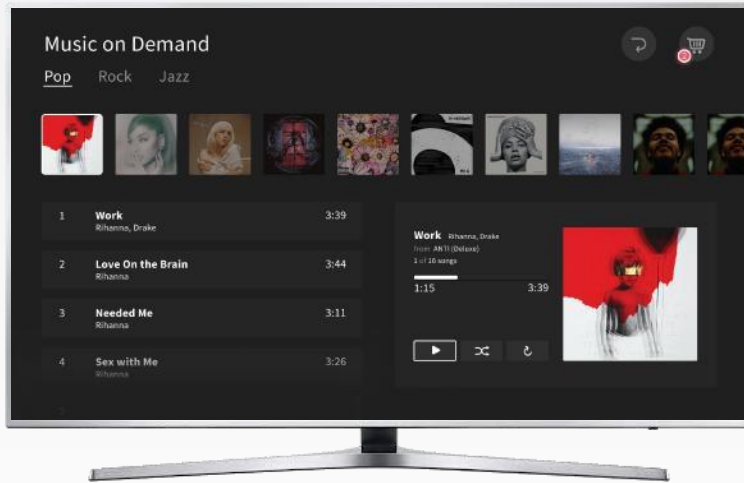 Music on Demand
Pop Rock Jazz
1 Work 3:39
Rihanna, Drake
2 Love On the Brain 3:44
Rihanna
3 Needed Me 3:11
Rihanna
4 Sex with Me 3:26
Rihanna
Work Rihanna, Drake
from ANTI (Deluxe)
1 of 16 songs
1:15 3:39